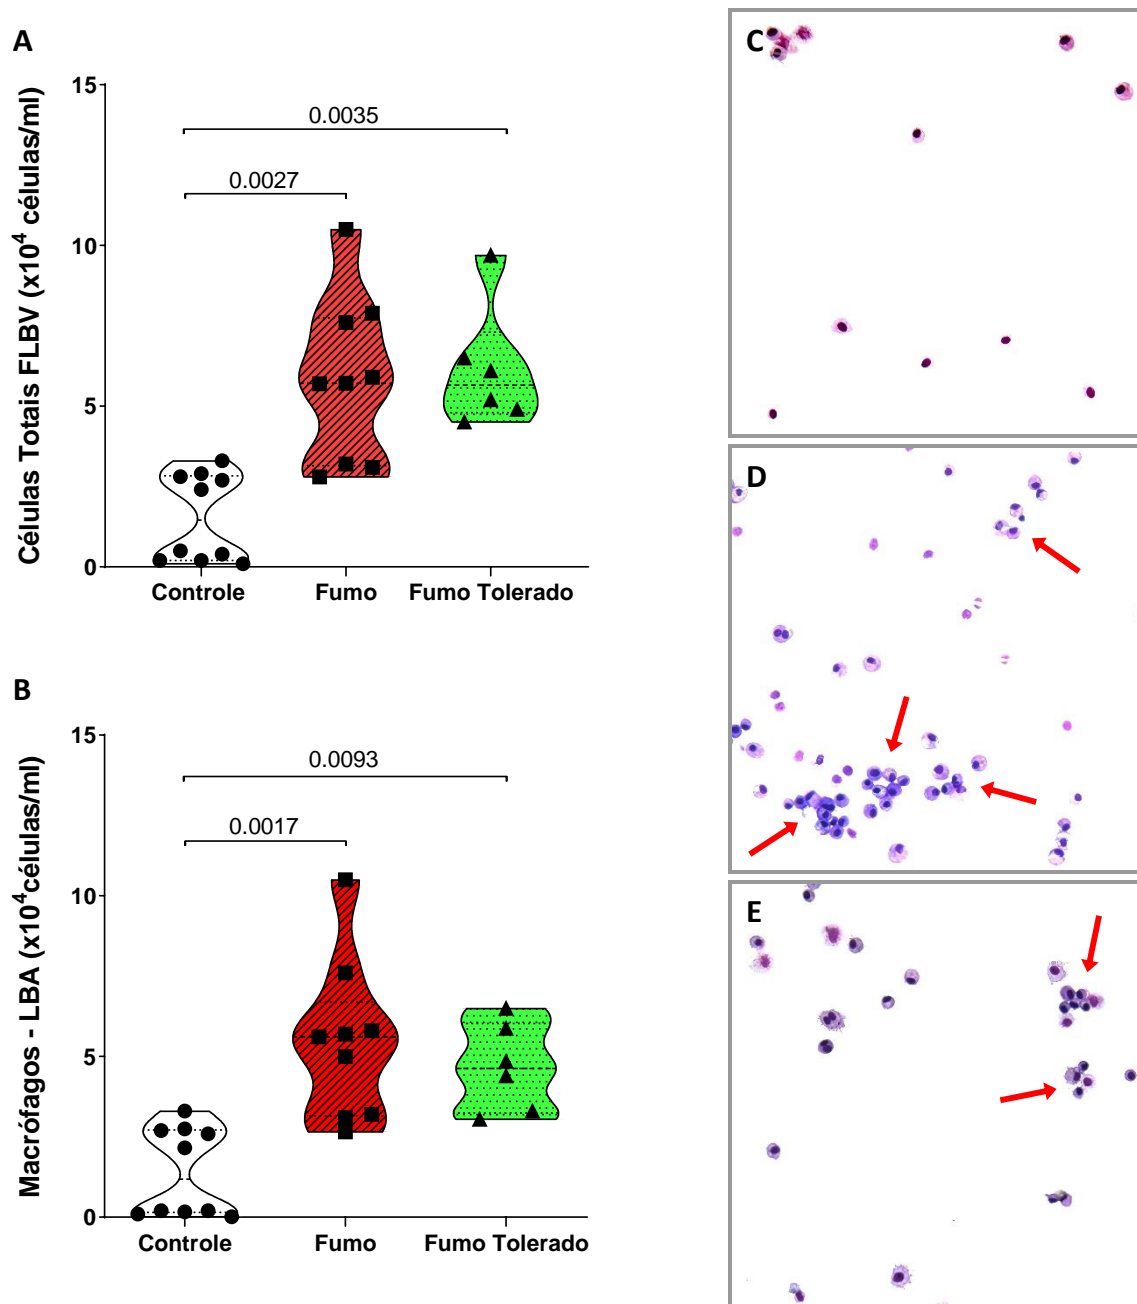 A
Células Totais FLBV (x10⁴ células/ml)
15
10
5
0
0.0035
0.0027
Controle
Fumo
Fumo Tolerado
B
Macrófagos - LBA (x10⁴células/ml)
15
10
5
0
0.0093
0.0017
Controle
Fumo
Fumo Tolerado
C
D
E